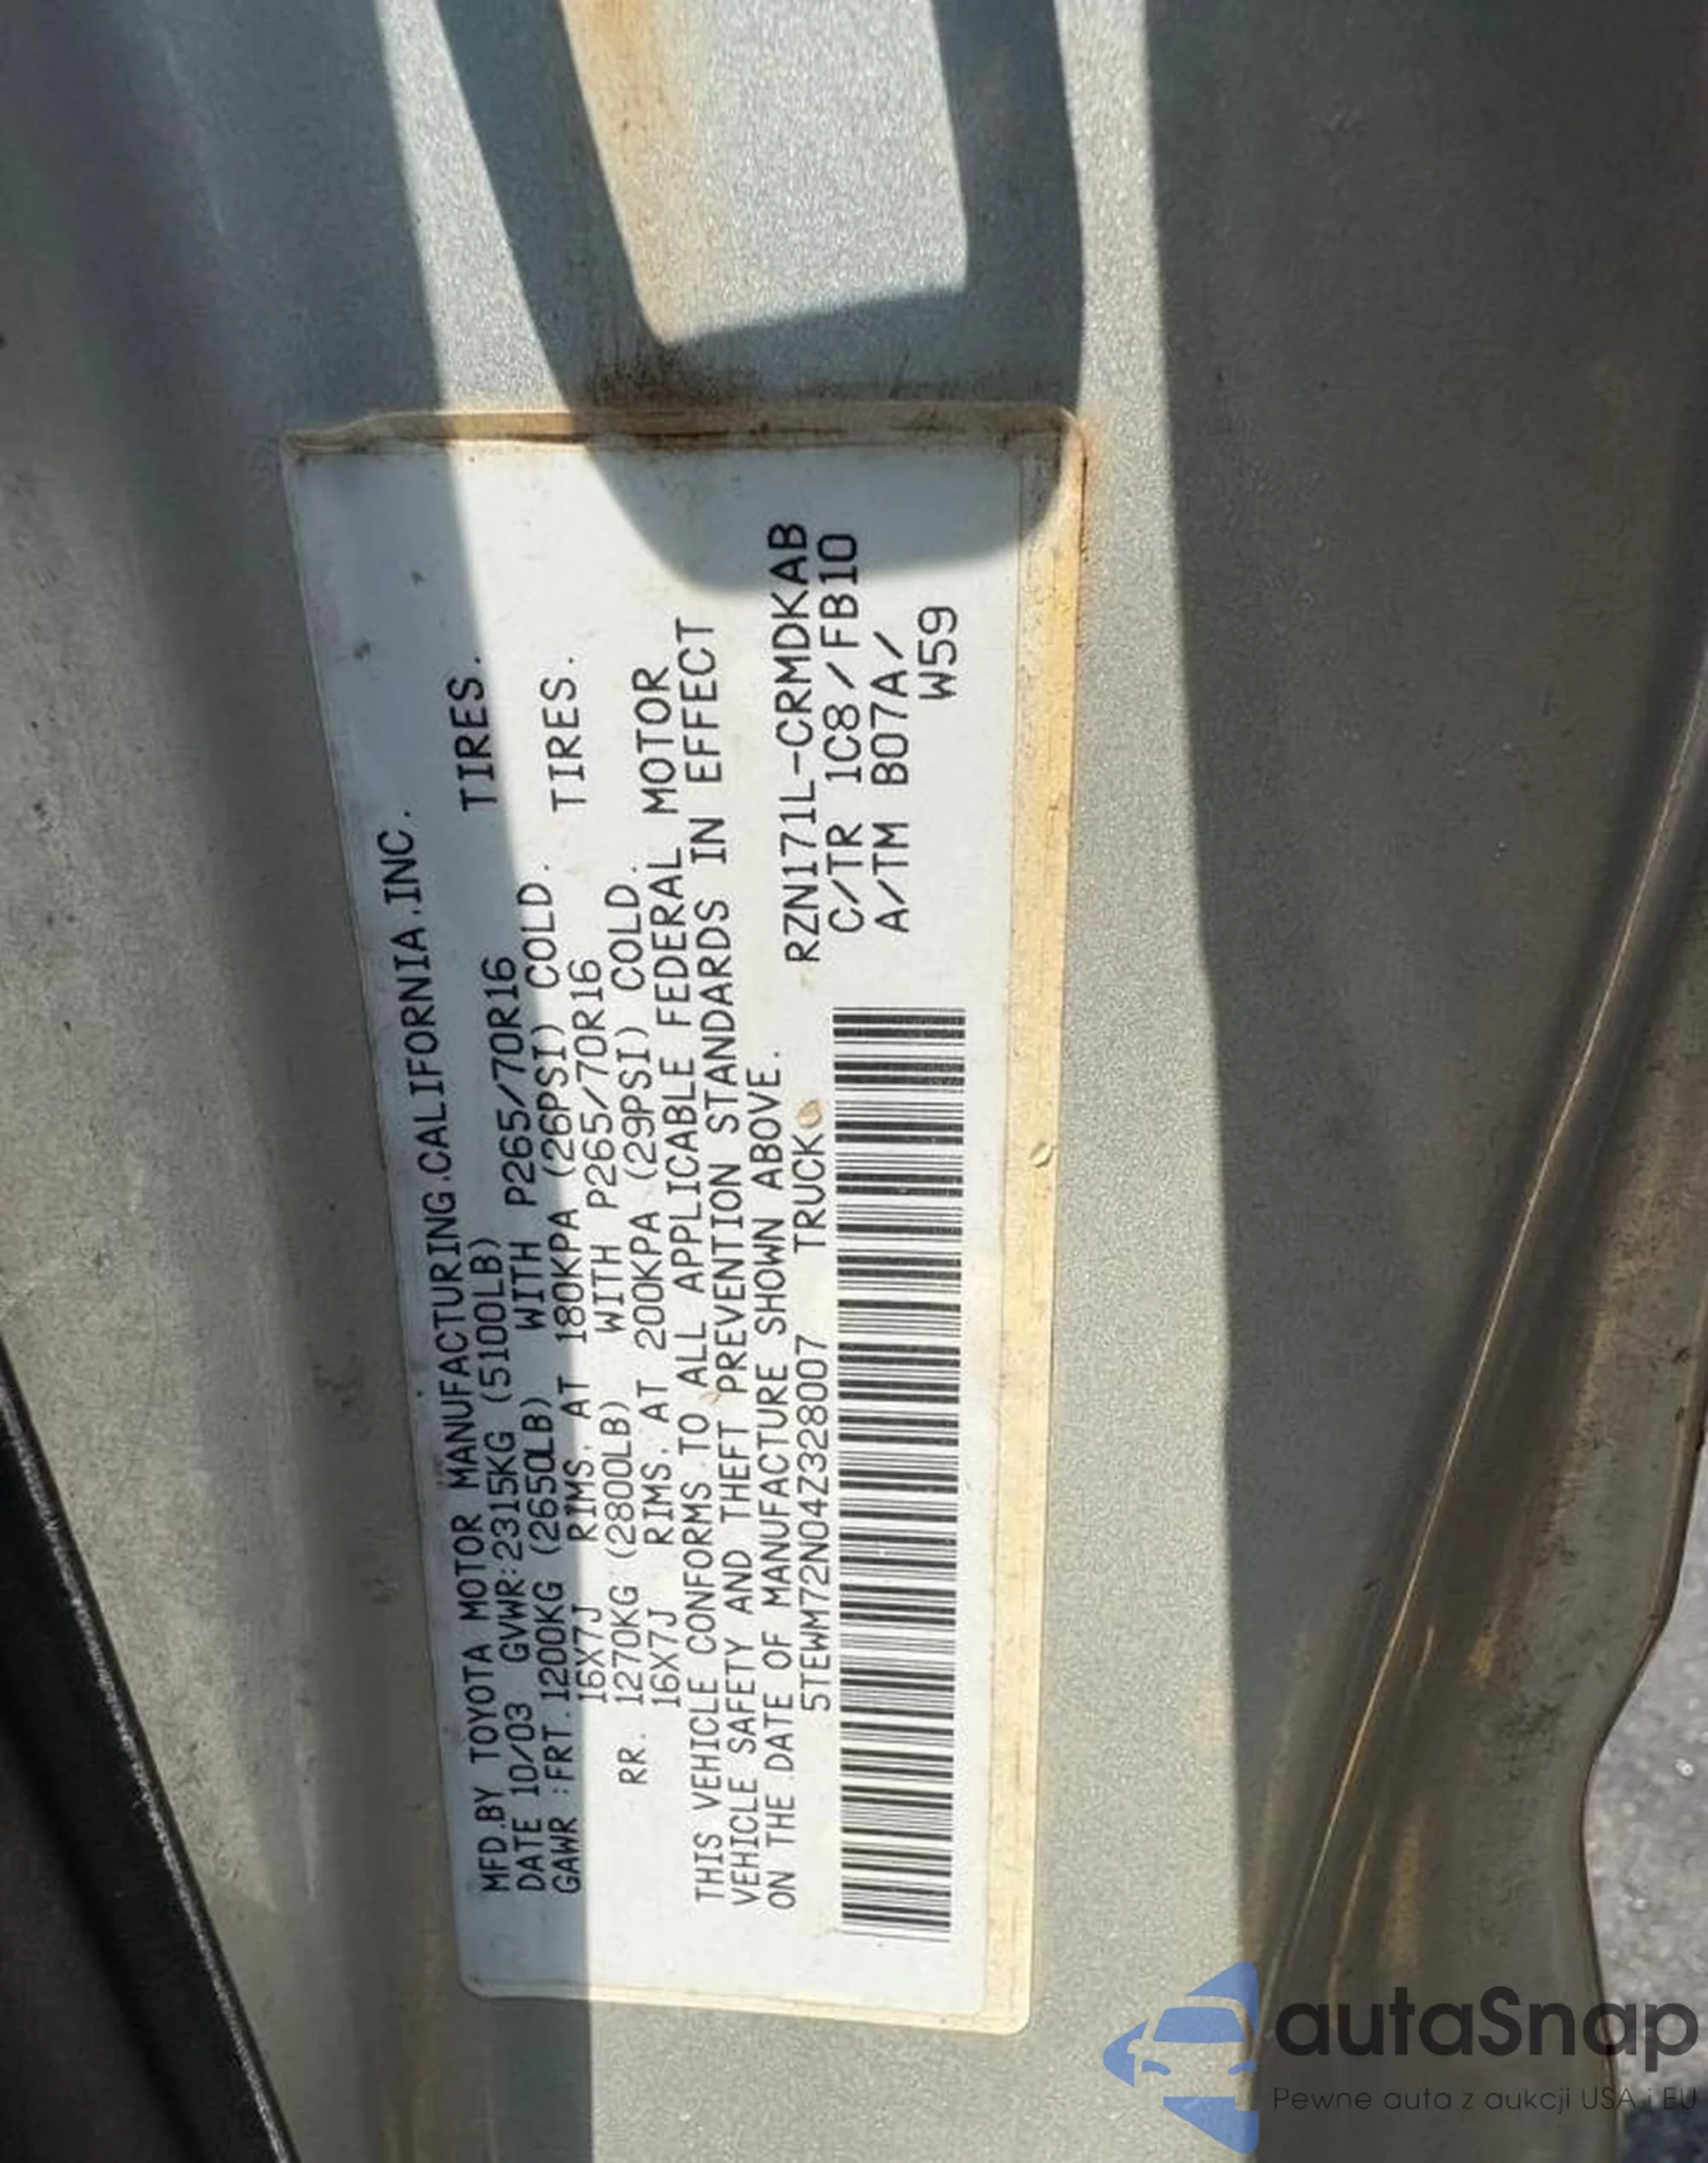 MFD.BY TOYOTA MOTOR MANUFACTURING.CALIFORNIA.INC.
DATE 10/03 GVWR:2315KG (5100LB)
GAWR :FRT.1200KG (2650LB) WITH P265/70R16 TIRES.
16X7J RIMS. AT 180KPA (26PSI) COLD.
RR. 1270KG (2800LB) WITH P265/70R16 TIRES.
16X7J RIMS. AT 200KPA (29PSI) COLD.
THIS VEHICLE CONFORMS TO ALL APPLICABLE FEDERAL MOTOR
VEHICLE SAFETY AND THEFT PREVENTION STANDARDS IN EFFECT
ON THE DATE OF MANUFACTURE SHOWN ABOVE.
5TEWM72N04Z328007 TRUCK
RZN171L-CRMDKAB
C/TR 1C8/FB10
A/TM B07A/
W59
autaSnap
Pewne auta z aukcji USA i EU